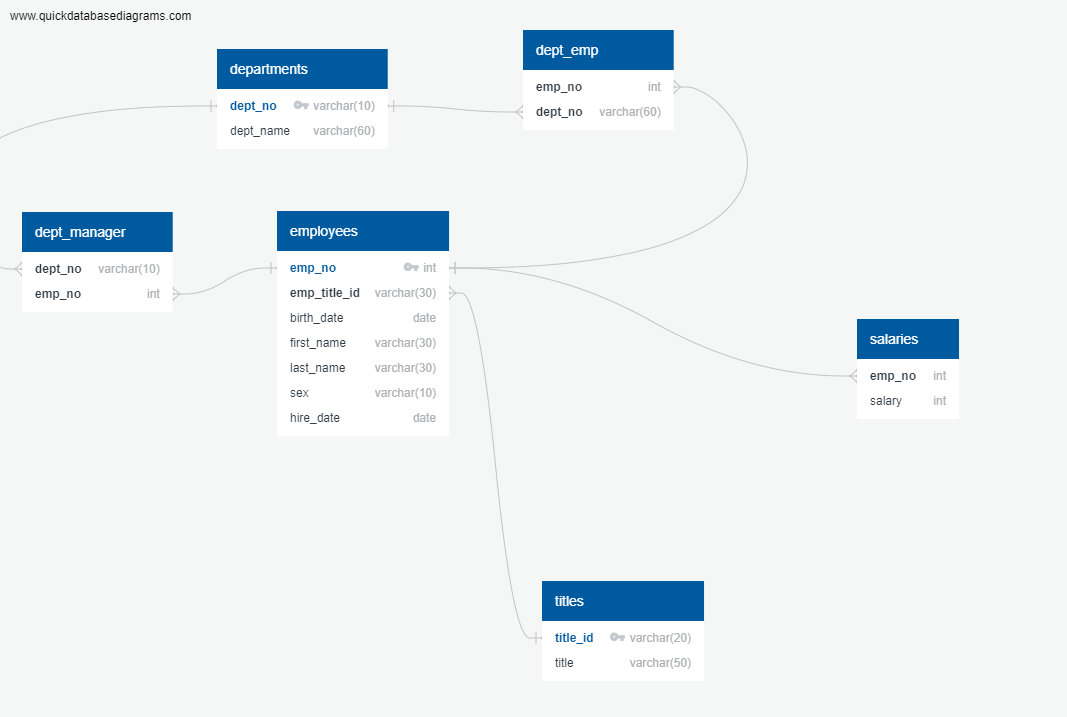 www.quickdatabasediagrams.com
departments
dept_no varchar(10)
dept_name varchar(60)
dept_emp
emp_no int
dept_no varchar(60)
dept_manager
dept_no varchar(10)
emp_no int
employees
emp_no int
emp_title_id varchar(30)
birth_date date
first_name varchar(30)
last_name varchar(30)
sex varchar(10)
hire_date date
salaries
emp_no int
salary int
titles
title_id varchar(20)
title varchar(50)